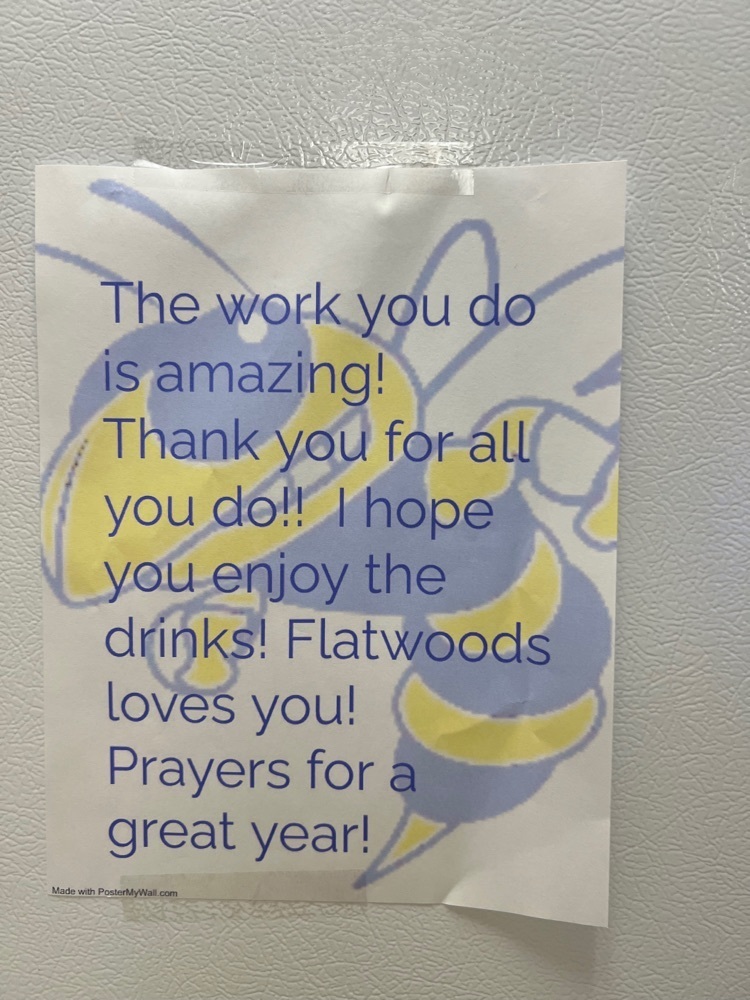 The work you do
is amazing!
Thank you for all
you do!! I hope
you enjoy the
drinks! Flatwoods
loves you!
Prayers for a
great year!
Made with PosterMyWall.com